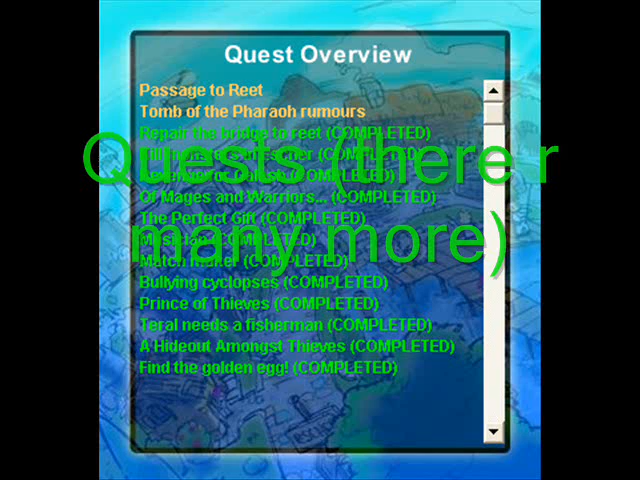 Quest Overview
Passage to Reet
Tomb of the Pharaoh rumours
Repair the bridge to reet (COMPLETED)
Quests (there r
Of Mages and Warriors... (COMPLETED)
The Perfect Gift (COMPLETED)
many more)
Musician (COMPLETED)
Match maker (COMPLETED)
Bullying cyclopses (COMPLETED)
Prince of Thieves (COMPLETED)
Teral needs a fisherman (COMPLETED)
A Hideout Amongst Thieves (COMPLETED)
Find the golden egg! (COMPLETED)